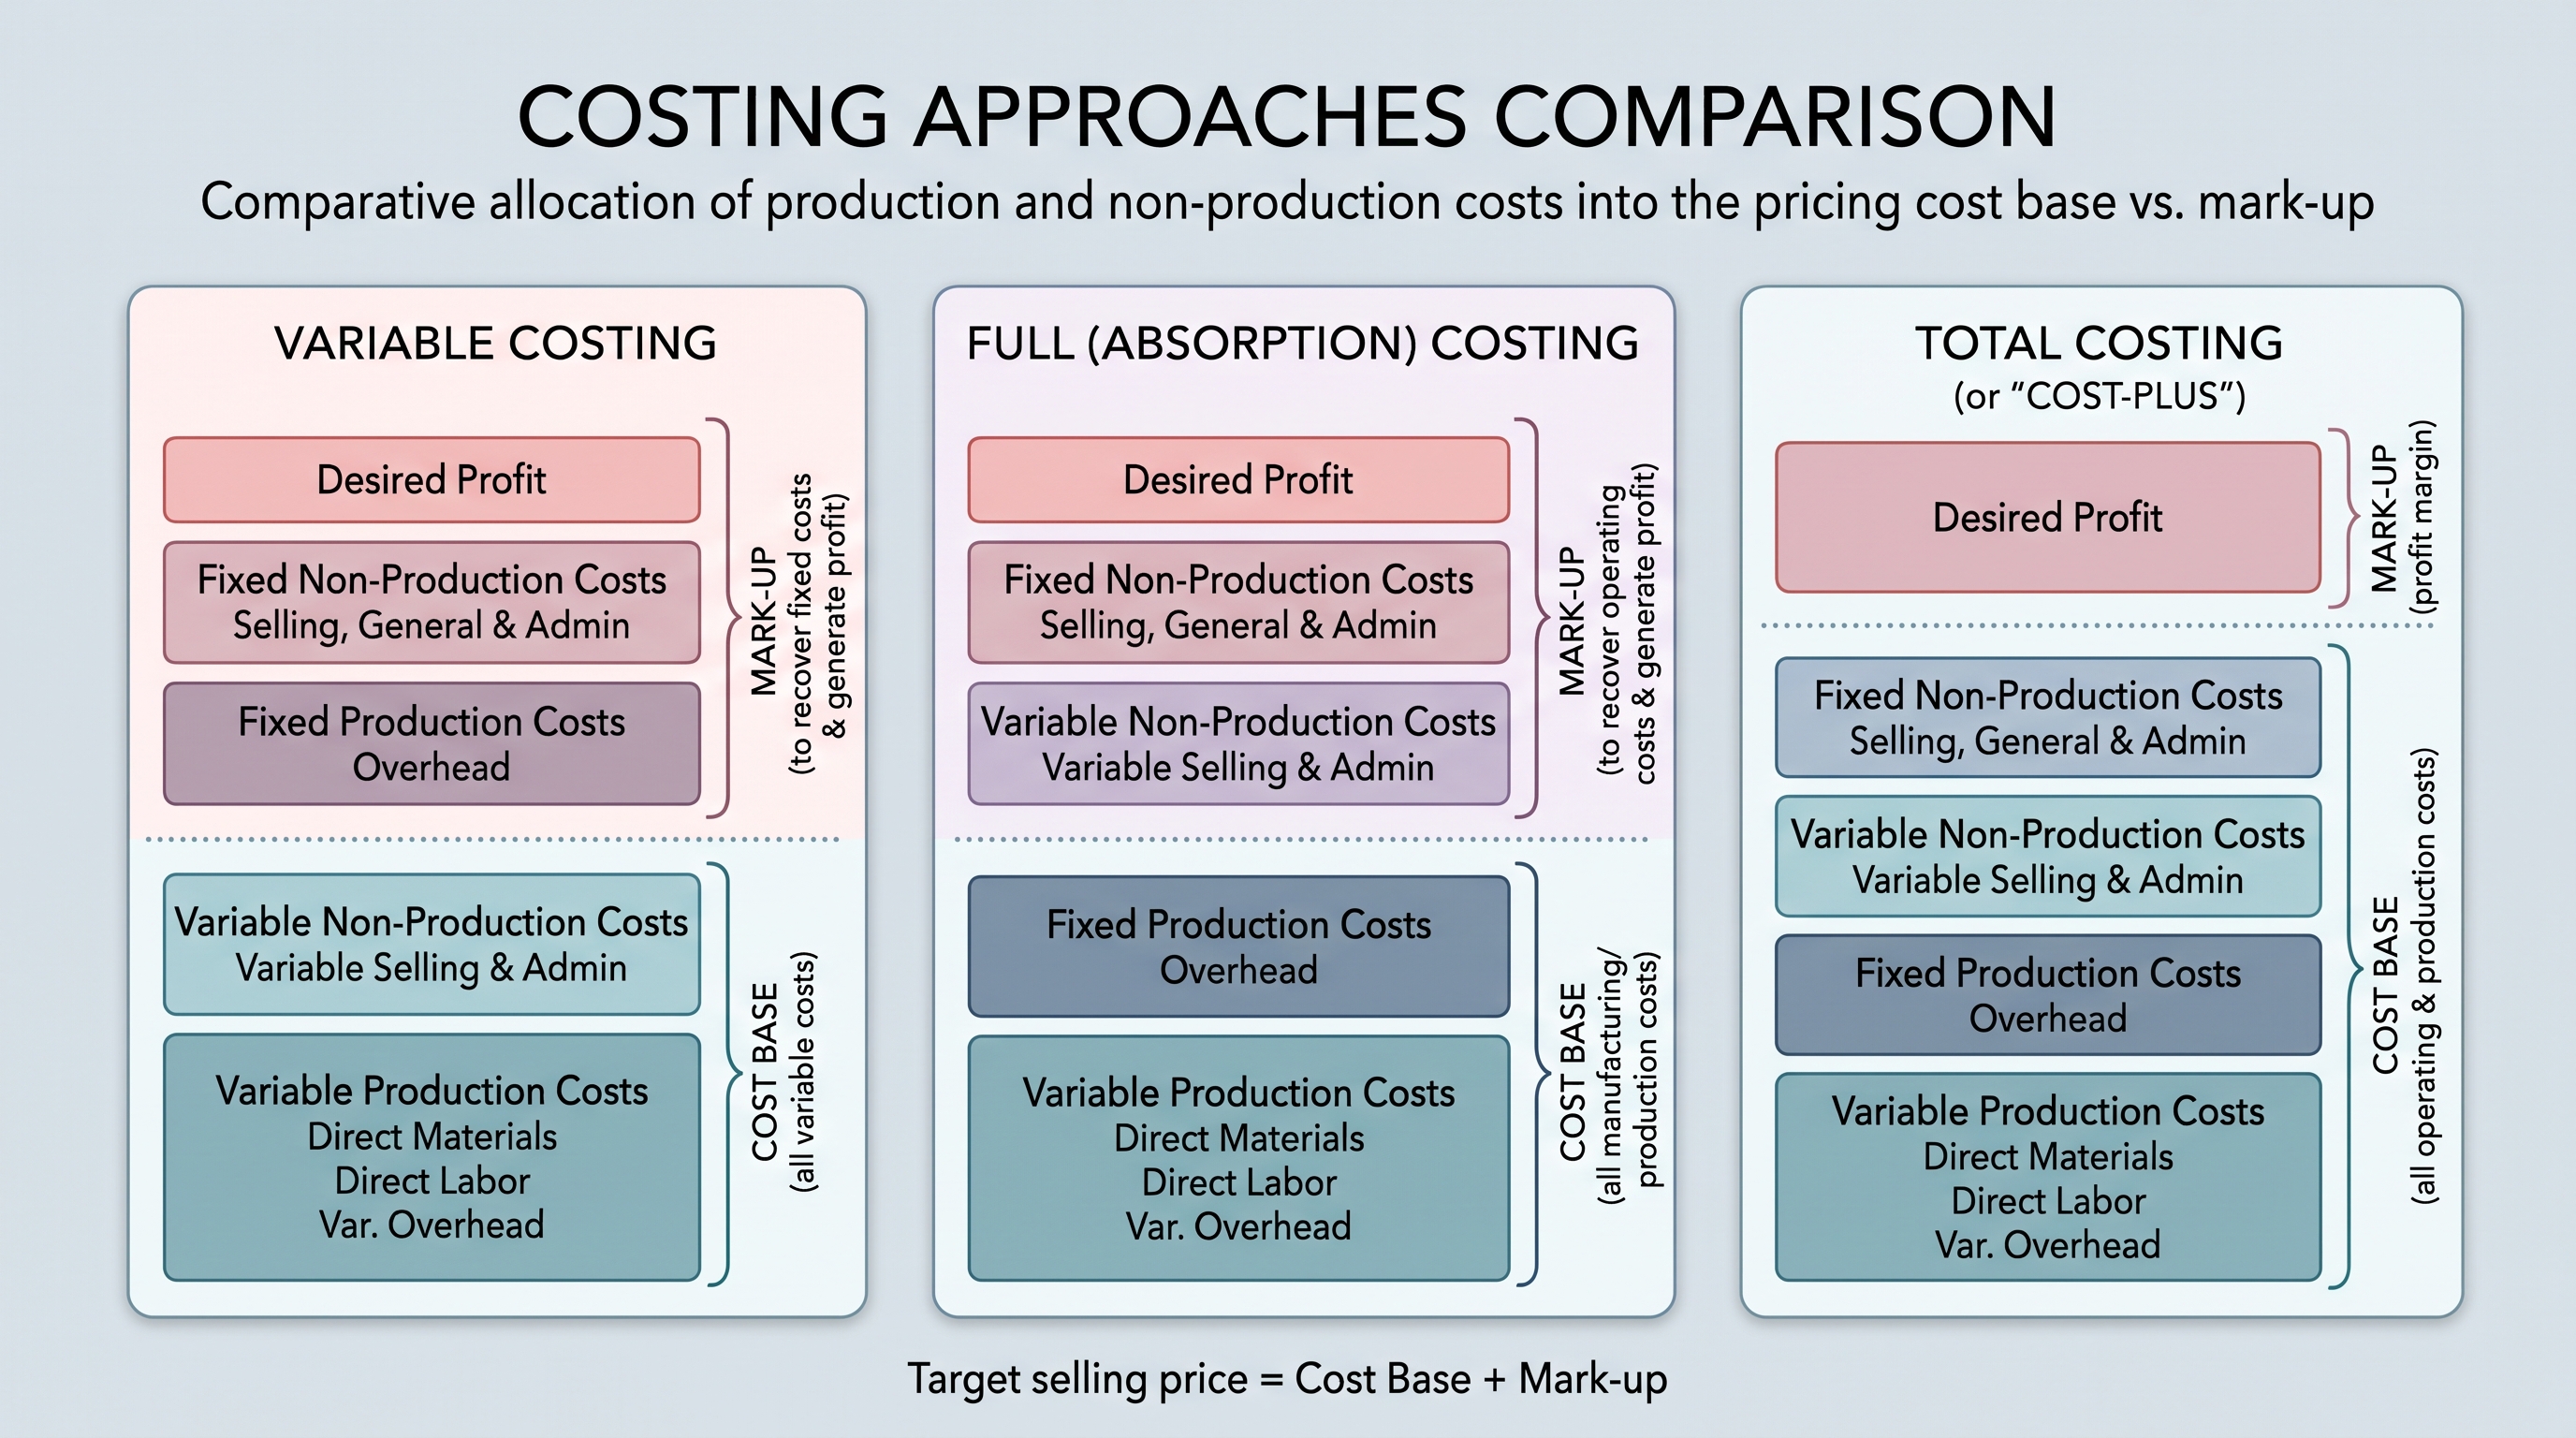 COSTING APPROACHES COMPARISON
Comparative allocation of production and non-production costs into the pricing cost base vs. mark-up
VARIABLE COSTING
Desired Profit
Fixed Non-Production Costs
Selling, General & Admin
Fixed Production Costs
Overhead
MARK-UP
(to recover fixed costs
& generate profit)
Variable Non-Production Costs
Variable Selling & Admin
Variable Production Costs
Direct Materials
Direct Labor
Var. Overhead
COST BASE
(all variable costs)
FULL (ABSORPTION) COSTING
Desired Profit
Fixed Non-Production Costs
Selling, General & Admin
Variable Non-Production Costs
Variable Selling & Admin
MARK-UP
(to recover operating
costs & generate profit)
Fixed Production Costs
Overhead
Variable Production Costs
Direct Materials
Direct Labor
Var. Overhead
COST BASE
(all manufacturing/
production costs)
TOTAL COSTING
(or “COST-PLUS”)
Desired Profit
MARK-UP
(profit margin)
Fixed Non-Production Costs
Selling, General & Admin
Variable Non-Production Costs
Variable Selling & Admin
Fixed Production Costs
Overhead
Variable Production Costs
Direct Materials
Direct Labor
Var. Overhead
COST BASE
(all operating & production costs)
Target selling price = Cost Base + Mark-up